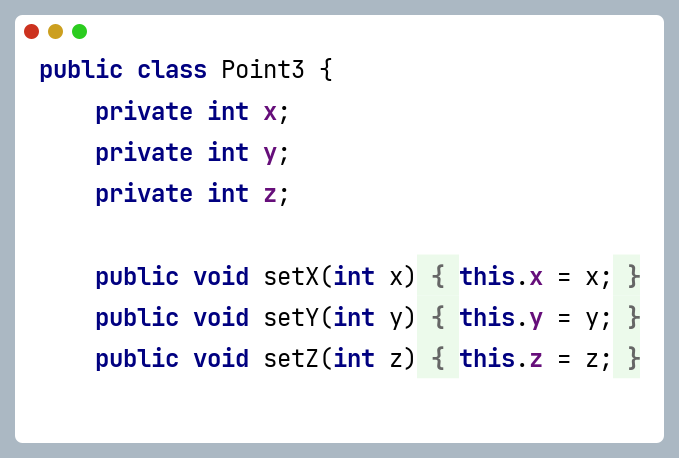 public class Point3 {
    private int x;
    private int y;
    private int z;
    public void setX(int x) { this.x = x; }
    public void setY(int y) { this.y = y; }
    public void setZ(int z) { this.z = z; }